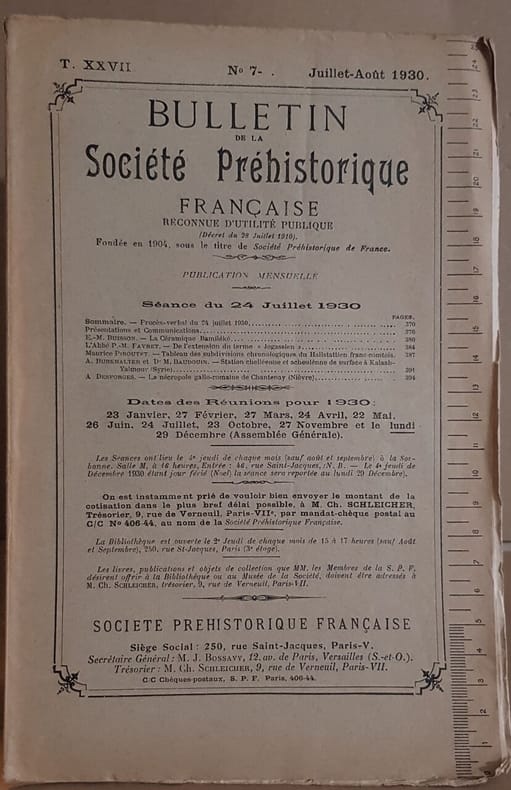 T. XXVII
No 7- .
Juillet-Août 1930.
BULLETIN
DE LA
Société Préhistorique
FRANÇAISE
RECONNUE D'UTILITÉ PUBLIQUE
(Décret du 28 Juillet 1910).
Fondée en 1904, sous le titre de Société Préhistorique de France.
PUBLICATION MENSUELLE
Séance du 24 Juillet 1930
PAGES.
Sommaire. — Procès-verbal du 24 juillet 1930 370
Présentations et Communications 376
E.-M. BUISSON. — La Céramique Bamiléké 380
L'Abbé P.-M. FAVRET. — De l'extension du terme « Jogassien » 384
Maurice PIROUTET. — Tableau des subdivisions chronologiques du Hallstattien franc-comtois. 387
A. — Station chelléenne et acheuléenne de surface à Kalaab-
(Syrie) 391
A. DESFORGES. — La nécropole gallo-romaine de Chantenay (Nièvre) 394
Dates des Réunions pour 1930:
23 Janvier, 27 Février, 27 Mars, 24 Avril, 22 Mai,
26 Juin, 24 Juillet, 23 Octobre, 27 Novembre et le lundi
29 Décembre (Assemblée Générale).
Les Séances ont lieu le 4e jeudi de chaque mois (sauf août et septembre) à la Sor-
bonne, Salle M, à 16 heures, Entrée : 46, rue Saint-Jacques, N. B. — Le 4e jeudi de
Décembre 1930 étant jour férié (Noël) la séance sera reportée au lundi 29 Décembre).
On est instamment prié de vouloir bien envoyer le montant de la
cotisation dans le plus bref délai possible, à M. Ch. SCHLEICHER,
Trésorier, 9, rue de Verneuil, Paris-VIIe, par mandat-chèque postal au
C/C No 406-44, au nom de la Société Préhistorique Française.
La Bibliothèque est ouverte le 2e Jeudi de chaque mois de 15 à 17 heures (sauf Août
et Septembre), 250, rue St-Jacques, Paris (3e étage).
Les livres, publications et objets de collection que MM. les Membres de la S. P. F.
désirent offrir à la Bibliothèque ou au Musée de la Société, doivent être adressés à
M. Ch. SCHLEICHER, trésorier, 9, rue de Verneuil, Paris-VII.
SOCIETE PREHISTORIQUE FRANÇAISE
Siège Social : 250, rue Saint-Jacques, Paris-V.
Secrétaire Général : M. J. BOSSAVY, 12, av. de Paris, Versailles (S.-et-O.).
Trésorier : M. Ch. SCHLEICHER, 9, rue de Verneuil, Paris-VII.
C/C Chèques-postaux, S. P. F. Paris, 406-44.